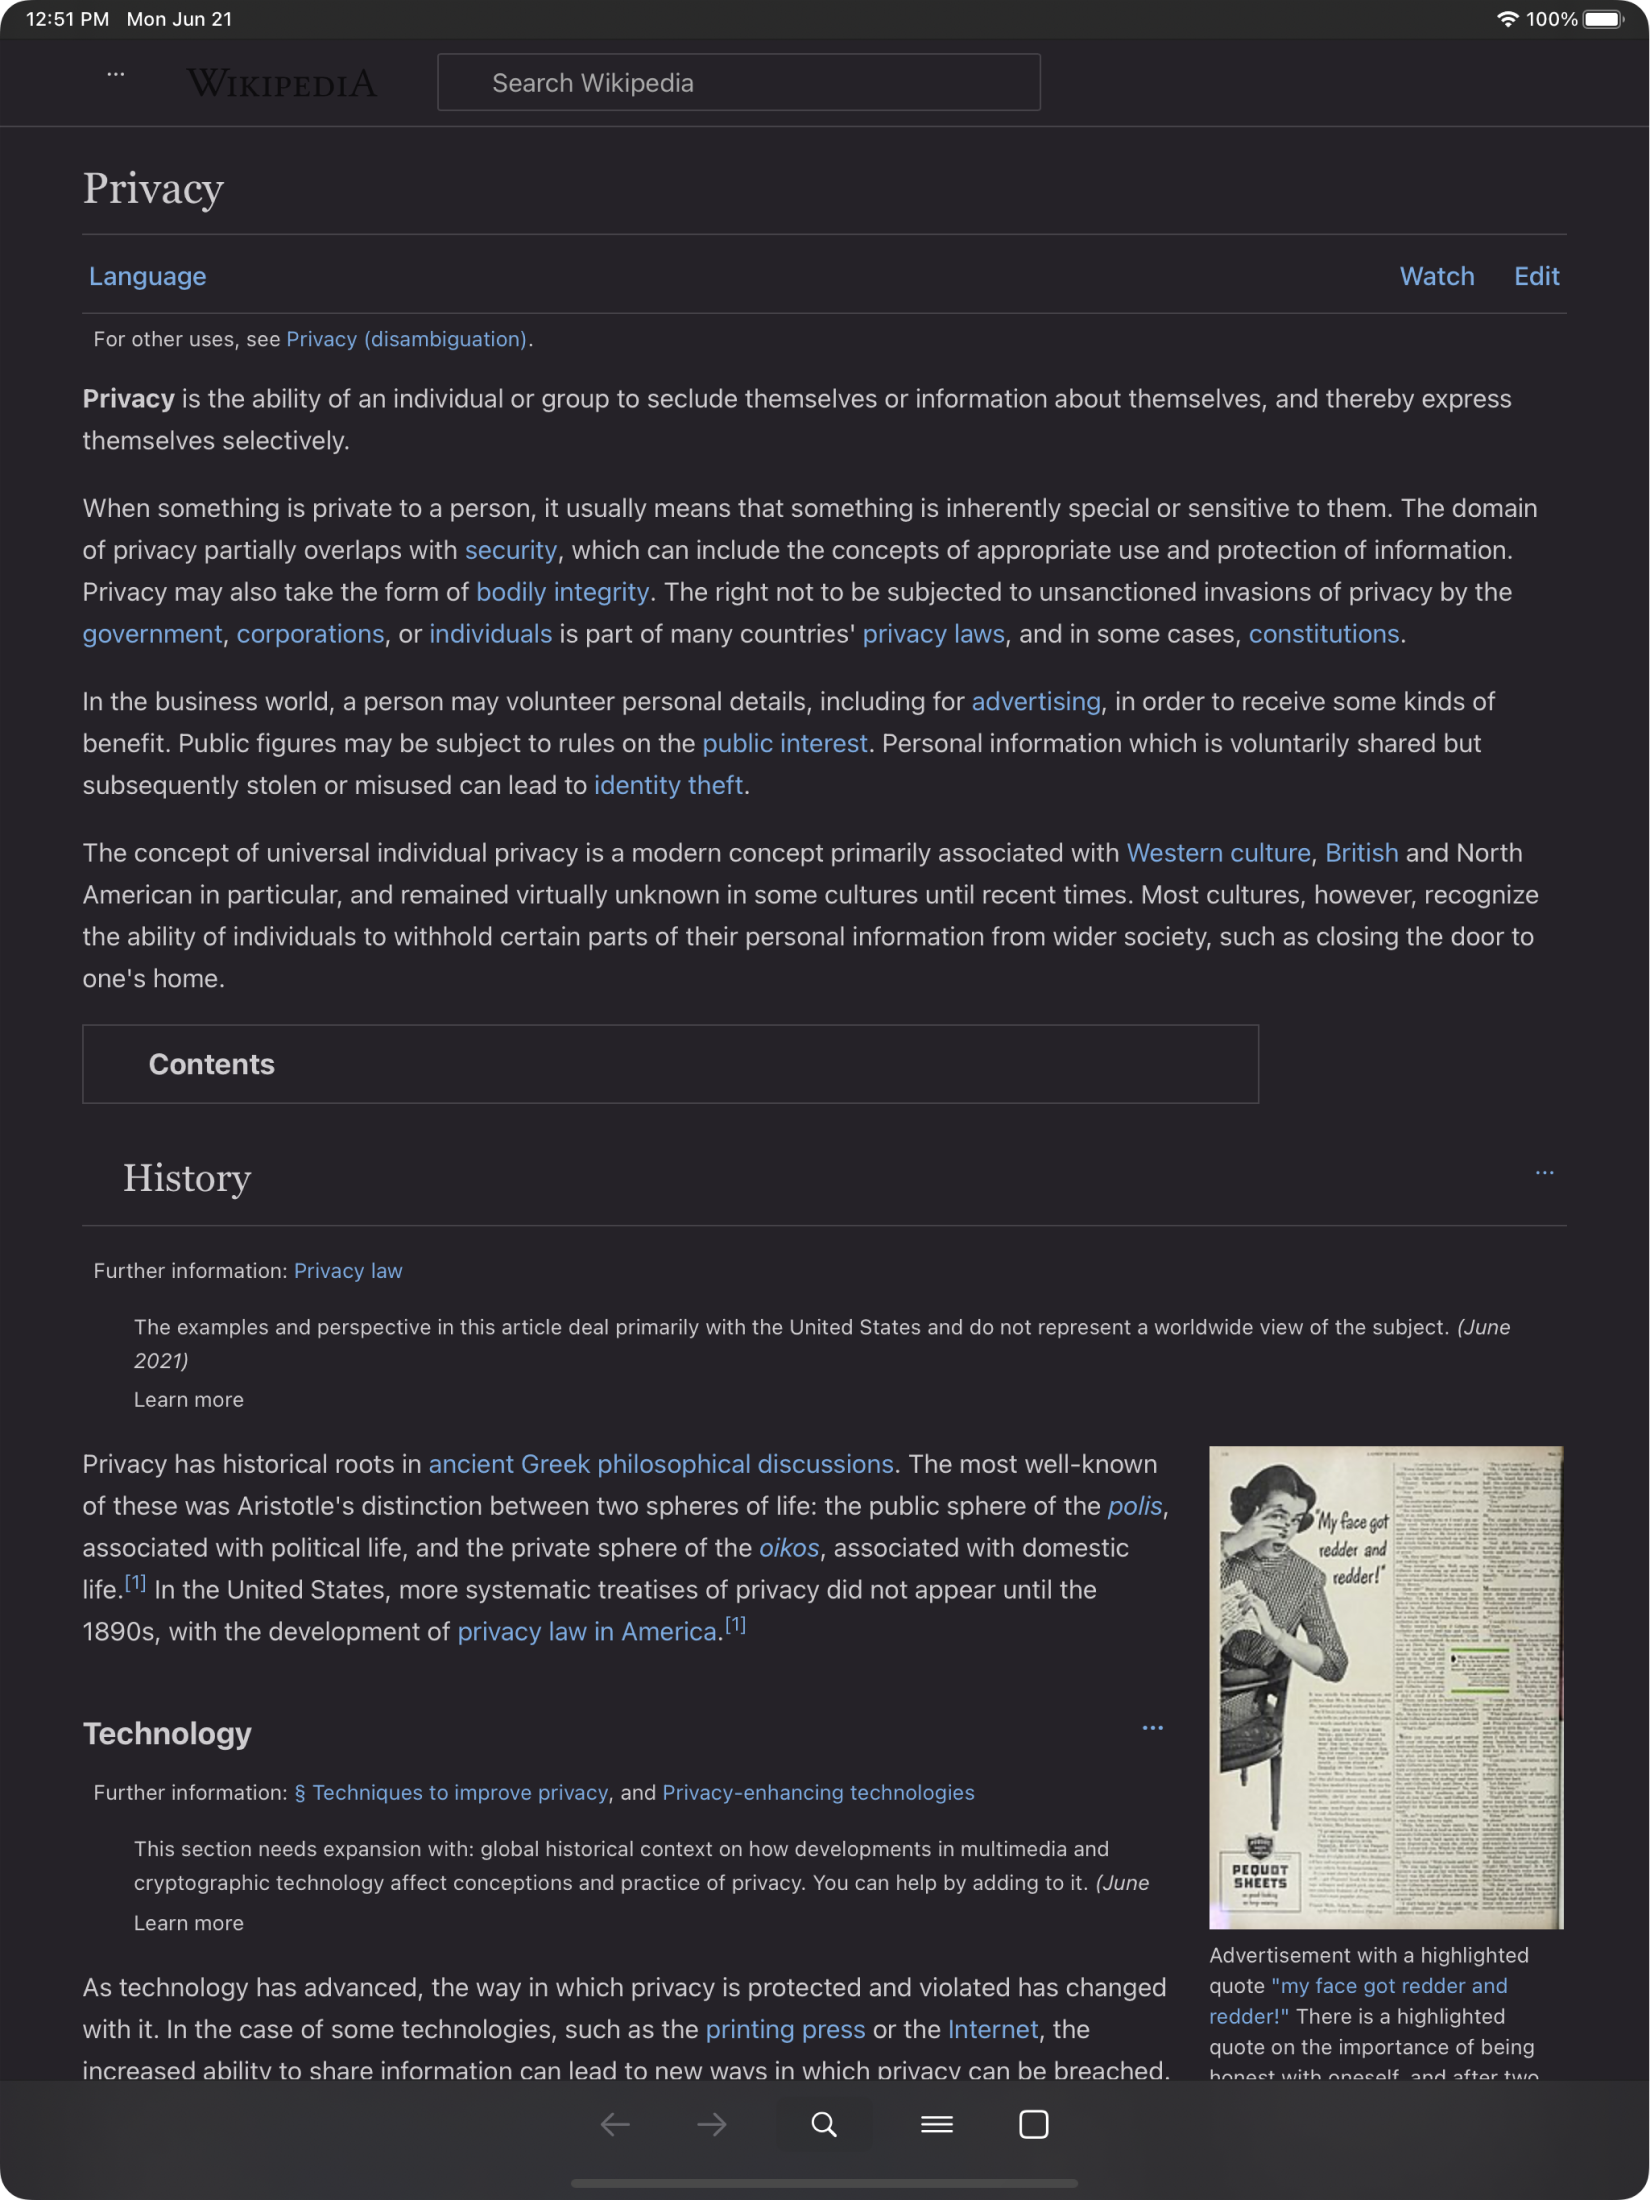 12:51 PM Mon Jun 21
100%
...
WIKIPEDIA
Search Wikipedia
Privacy
Language
Watch
Edit
For other uses, see Privacy (disambiguation).
Privacy is the ability of an individual or group to seclude themselves or information about themselves, and thereby express
themselves selectively.
When something is private to a person, it usually means that something is inherently special or sensitive to them. The domain
of privacy partially overlaps with security, which can include the concepts of appropriate use and protection of information.
Privacy may also take the form of bodily integrity. The right not to be subjected to unsanctioned invasions of privacy by the
government, corporations, or individuals is part of many countries' privacy laws, and in some cases, constitutions.
In the business world, a person may volunteer personal details, including for advertising, in order to receive some kinds of
benefit. Public figures may be subject to rules on the public interest. Personal information which is voluntarily shared but
subsequently stolen or misused can lead to identity theft.
The concept of universal individual privacy is a modern concept primarily associated with Western culture, British and North
American in particular, and remained virtually unknown in some cultures until recent times. Most cultures, however, recognize
the ability of individuals to withhold certain parts of their personal information from wider society, such as closing the door to
one's home.
Contents
History
...
Further information: Privacy law
The examples and perspective in this article deal primarily with the United States and do not represent a worldwide view of the subject. (June
2021)
Learn more
Privacy has historical roots in ancient Greek philosophical discussions. The most well-known
of these was Aristotle's distinction between two spheres of life: the public sphere of the polis,
associated with political life, and the private sphere of the oikos, associated with domestic
life.[1] In the United States, more systematic treatises of privacy did not appear until the
1890s, with the development of privacy law in America.[1]
Technology
...
Further information: § Techniques to improve privacy, and Privacy-enhancing technologies
This section needs expansion with: global historical context on how developments in multimedia and
cryptographic technology affect conceptions and practice of privacy. You can help by adding to it. (June
Learn more
As technology has advanced, the way in which privacy is protected and violated has changed
with it. In the case of some technologies, such as the printing press or the Internet, the
increased ability to share information can lead to new ways in which privacy can be breached.
"My face got
redder and
redder!"
PEQUOT
SHEETS
Advertisement with a highlighted
quote "my face got redder and
redder!" There is a highlighted
quote on the importance of being
honest with oneself, and after two